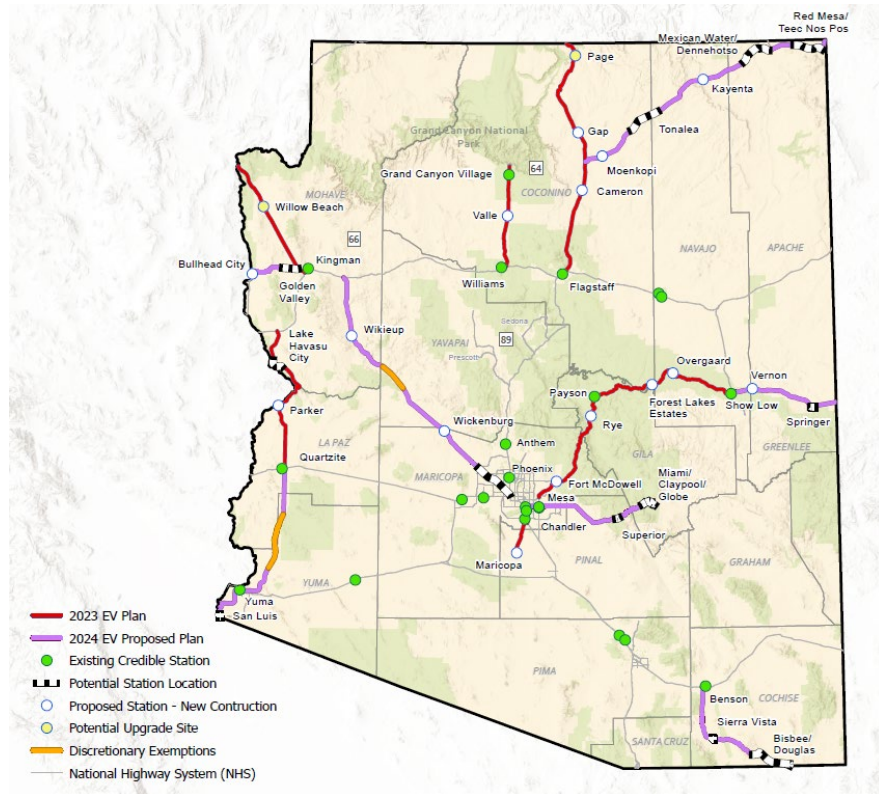 Red Mesa/
Teec Nos Pos
Mexican Water/
Dennehotso
Page
Kayenta
Gap
Tonalea
Grand Canyon National
Park
Moenkopi
64
Grand Canyon Village
COCONINO
Cameron
MOHAVE
Willow Beach
Valle
66
NAVAJO
APACHE
Bullhead City
Kingman
Golden
Valley
Williams
Flagstaff
Lake
Havasu
City
Wikieup
Sedona
89
YAVAPAI
Prescott
Overgaard
Vernon
Payson
Forest Lakes
Estates
Show Low
Parker
Springer
Rye
Wickenburg
LA PAZ
Anthem
GREENLEE
Quartzite
GILA
MARICOPA
Phoenix
Miami/
Claypool/
Globe
Fort McDowell
Mesa
Chandler
Superior
Maricopa
PINAL
GRAHAM
YUMA
Yuma
San Luis
2023 EV Plan
2024 EV Proposed Plan
Existing Credible Station
Potential Station Location
Proposed Station - New Contruction
Potential Upgrade Site
Discretionary Exemptions
National Highway System (NHS)
PIMA
Benson
COCHISE
Sierra Vista
SANTA CRUZ
Bisbee/
Douglas